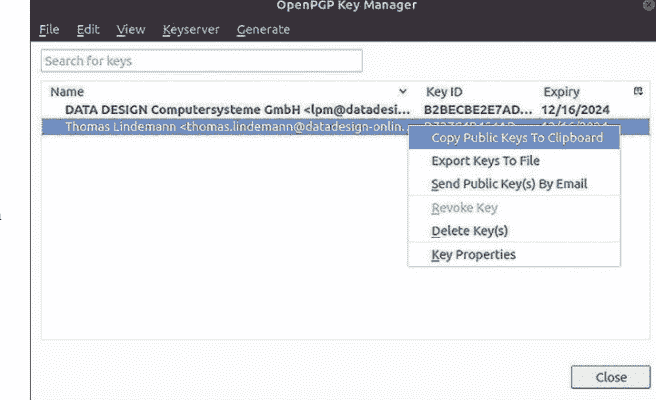 OpenPGP Key Manager
File Edit View Keyserver Generate
Search for keys
Name Key ID Expiry
DATA DESIGN Computersysteme GmbH <lpm@datadesi... B2BECBE2E7AD... 12/16/2024
Thomas Lindemann <thomas.lindemann@datadesign-onlin...
Copy Public Keys To Clipboard
Export Keys To File
Send Public Key(s) By Email
Revoke Key
Delete Key(s)
Key Properties
Close